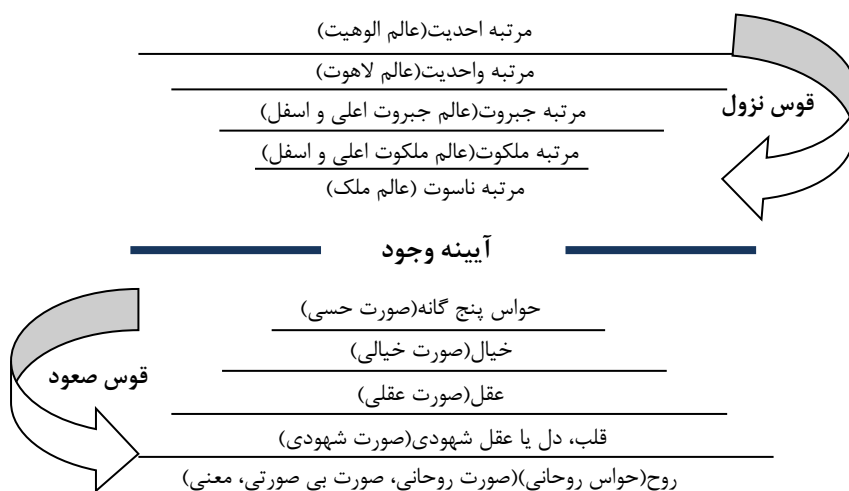 مرتبه احدیت(عالم الوهیت)
مرتبه واحدیت(عالم لاهوت)
قوس نزول
مرتبه جبروت(عالم جبروت اعلی و اسفل)
مرتبه ملکوت(عالم ملکوت اعلی و اسفل)
مرتبه ناسوت (عالم ملک)
آیینه وجود
حواس پنج گانه(صورت حسی)
خیال(صورت خیالی)
قوس صعود
عقل(صورت عقلی)
قلب، دل یا عقل شهودی(صورت شهودی)
روح(حواس روحانی)(صورت روحانی، صورت بی صورتی، معنی)